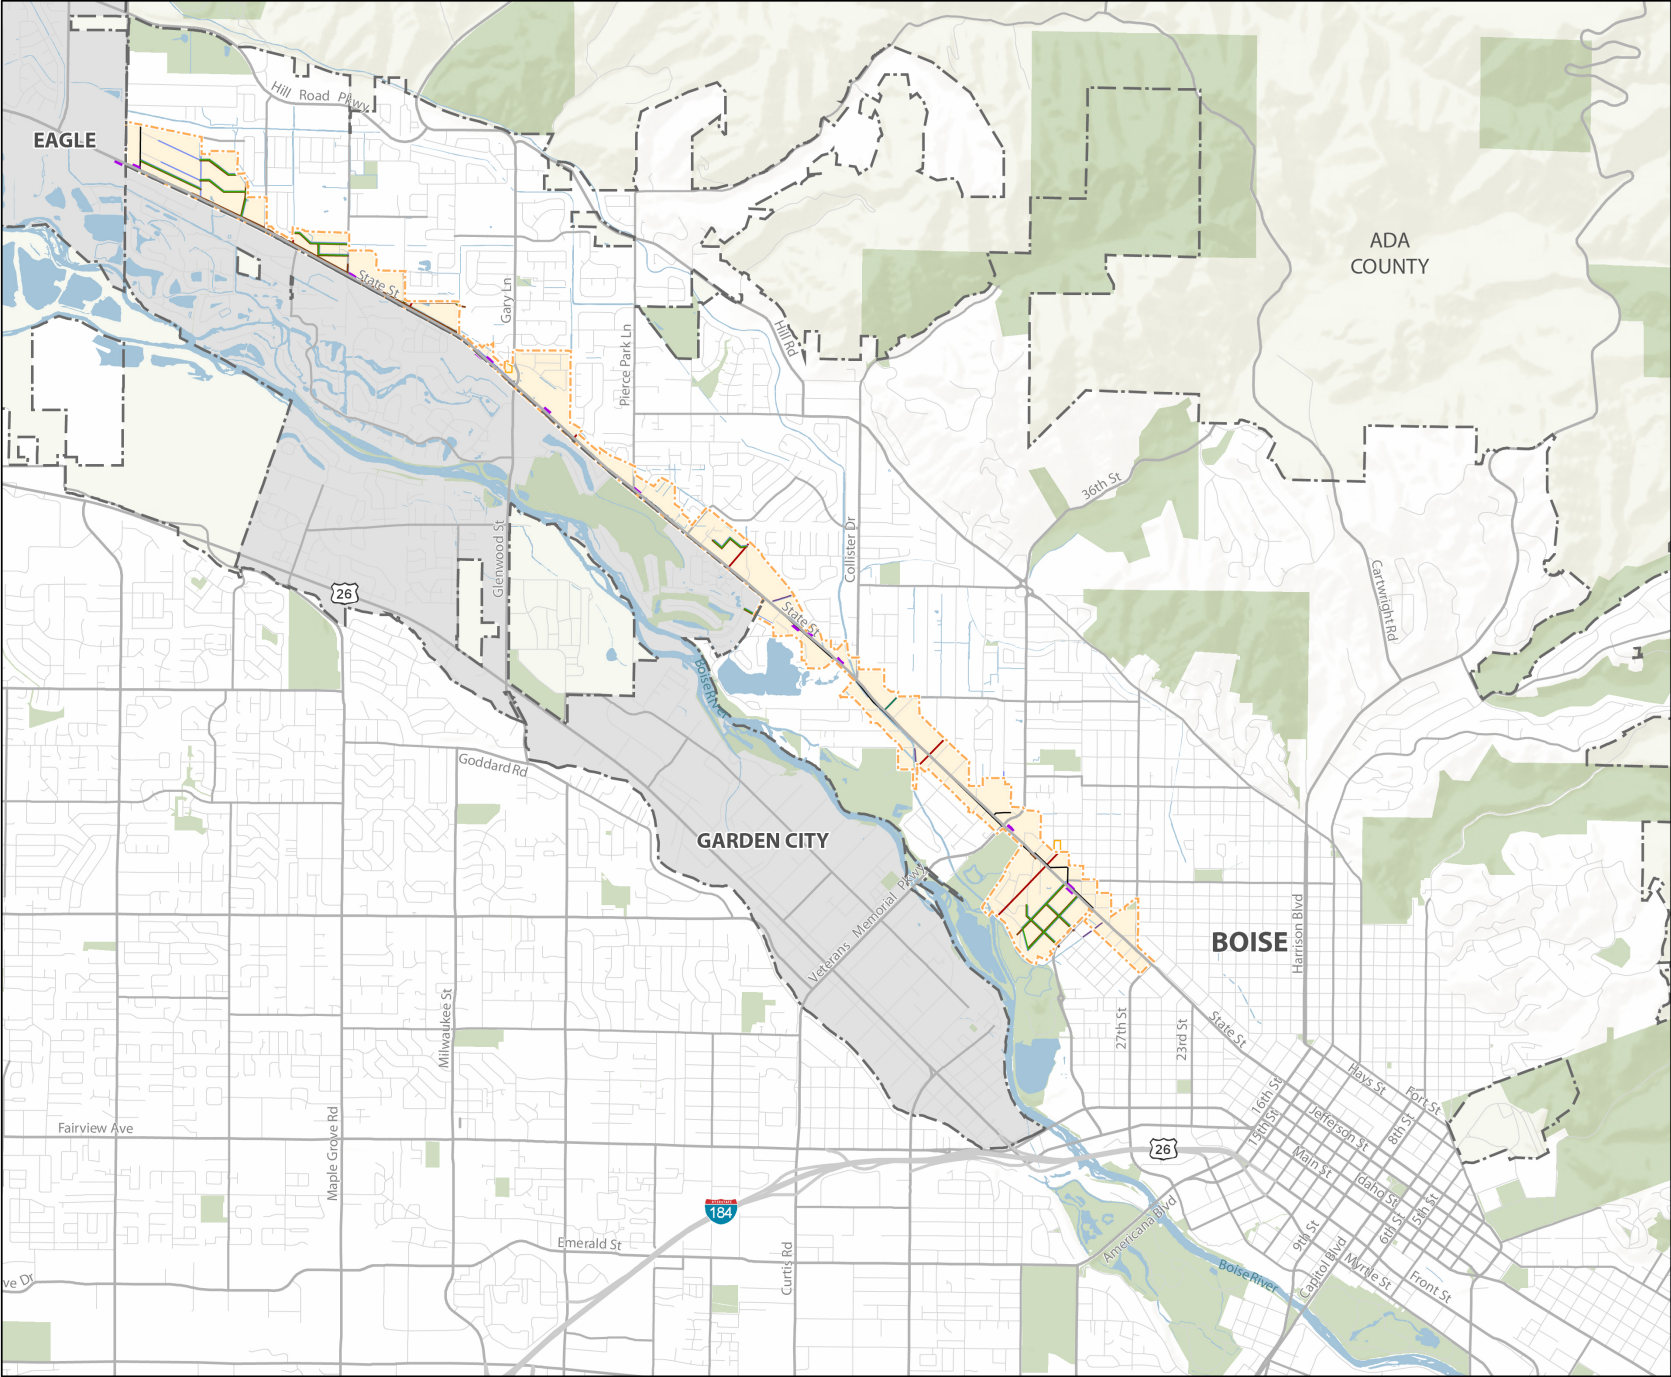 Hill Road Pkwy
EAGLE
ADA
COUNTY
State St
Gary Ln
Hill Rd
Pierce Park Ln
36th St
Glenwood St
Collister Dr
Cartwright Rd
26
State St
Boise River
Goddard Rd
GARDEN CITY
Veterans Memorial Pkwy
BOISE
Harrison Blvd
Milwaukee St
27th St
23rd St
State St
Hays St
Fort St
16th St
15th St
Jefferson St
8th St
Fairview Ave
Maple Grove Rd
26
Main St
Idaho St
5th St
6th St
184
Americana Blvd
9th St
Emerald St
Curtis Rd
Capitol Blvd
Myrtle St
Front St
Boise River
ve Dr